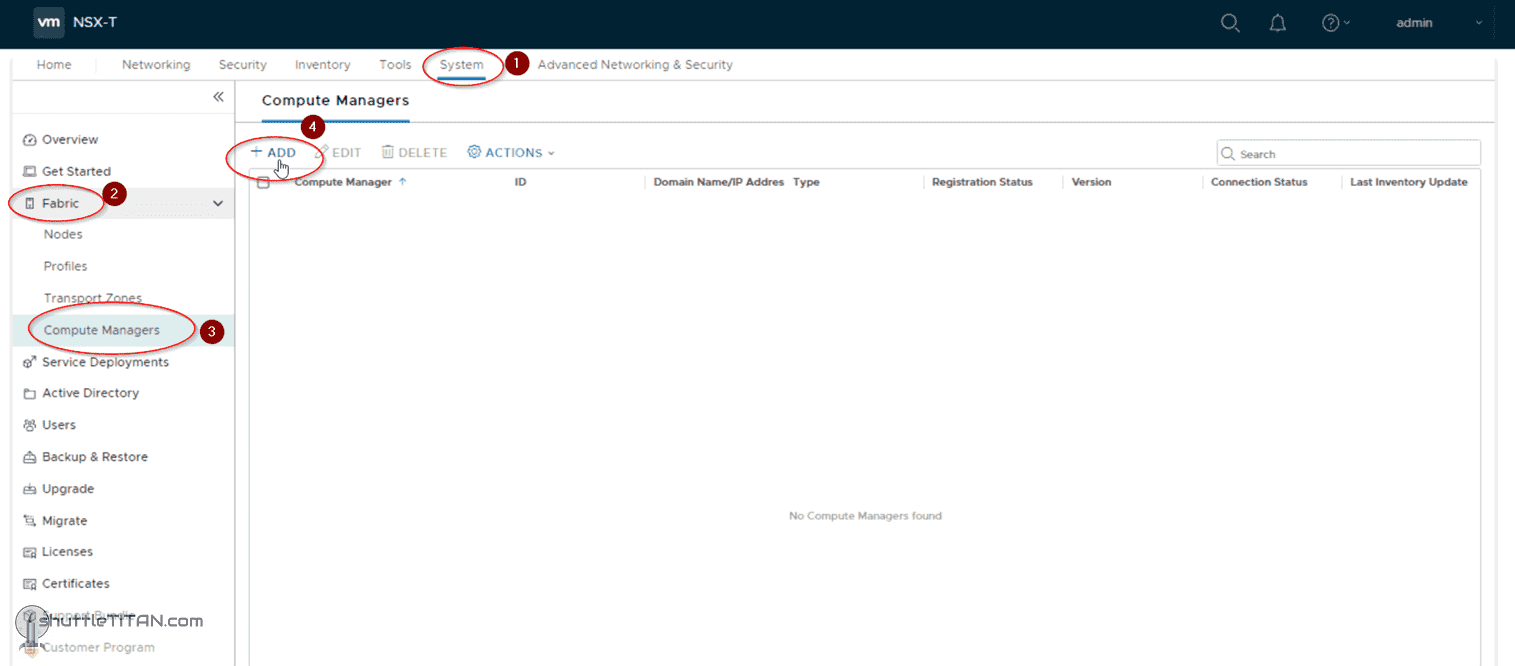 vm NSX-T
admin
Home Networking Security Inventory Tools System 1 Advanced Networking & Security
Compute Managers
4
+ ADD EDIT DELETE ACTIONS
Search
Compute Manager ID Domain Name/IP Addres Type Registration Status Version Connection Status Last Inventory Update
No Compute Managers found
Overview
Get Started
Fabric 2
Nodes
Profiles
Transport Zones
Compute Managers 3
Service Deployments
Active Directory
Users
Backup & Restore
Upgrade
Migrate
Licenses
Certificates
Support Bundle
shuttleTITAN.com
Customer Program